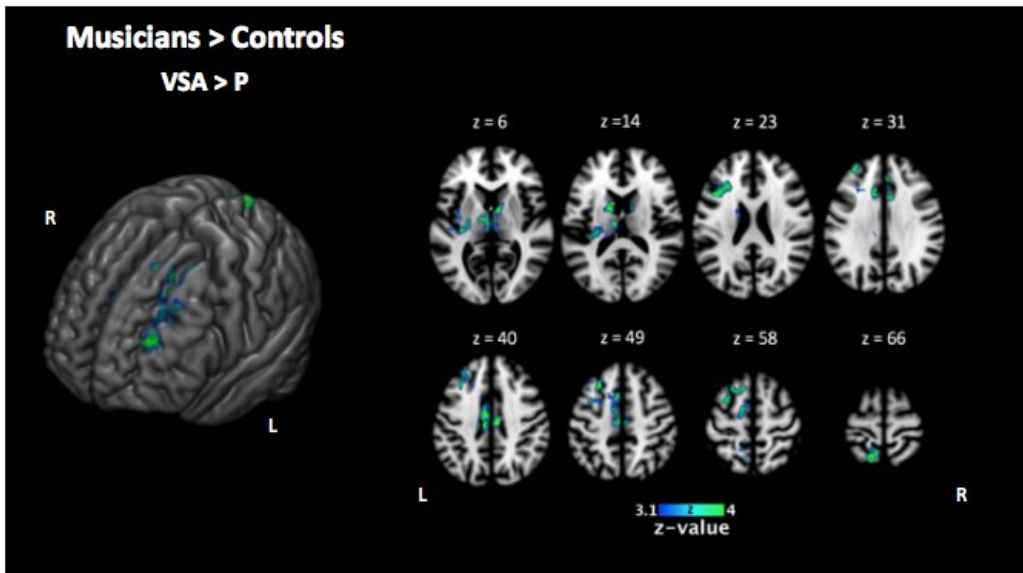 Musicians > Controls
VSA > P
R
L
z = 6
z =14
z = 23
z = 31
z = 40
z = 49
z = 58
z = 66
L
R
3.1 z 4
z-value